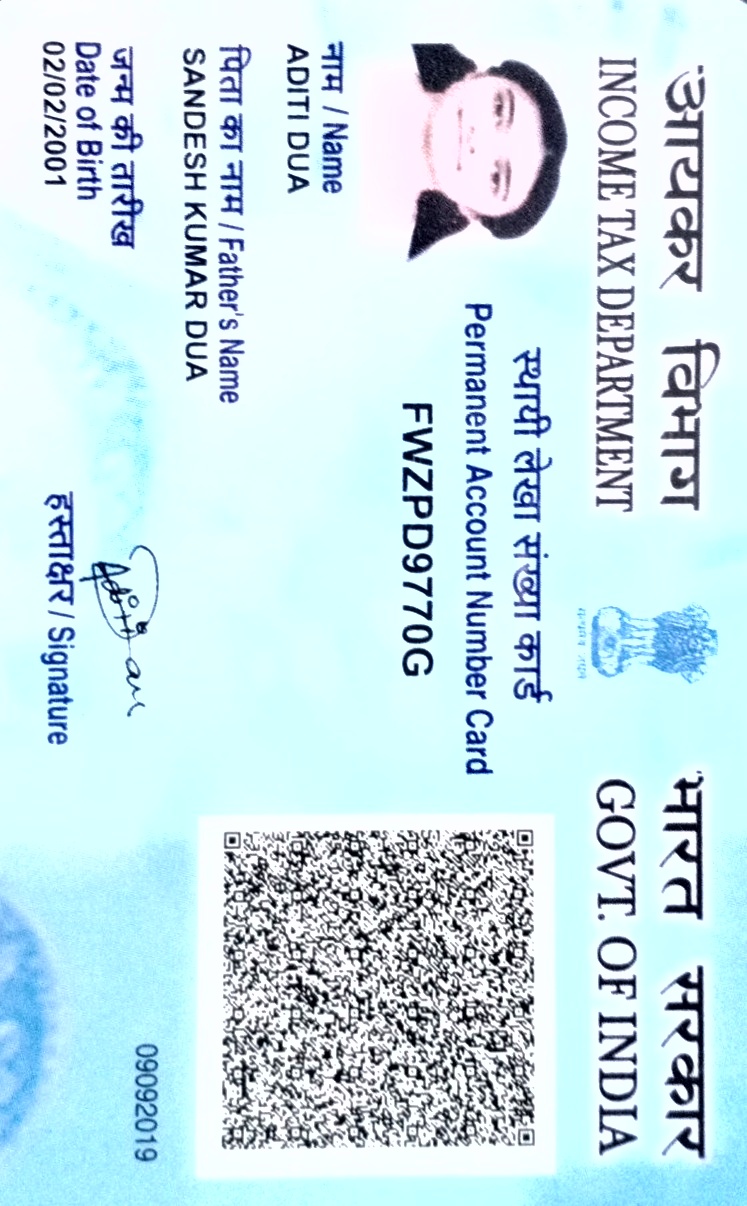 आयकर विभाग
INCOME TAX DEPARTMENT
भारत सरकार
GOVT. OF INDIA
सत्यमेव जयते
स्थायी लेखा संख्या कार्ड
Permanent Account Number Card
FWZPD9770G
नाम / Name
ADITI DUA
पिता का नाम / Father's Name
SANDESH KUMAR DUA
जन्म की तारीख
Date of Birth
02/02/2001
09092019
Aditi
हस्ताक्षर / Signature